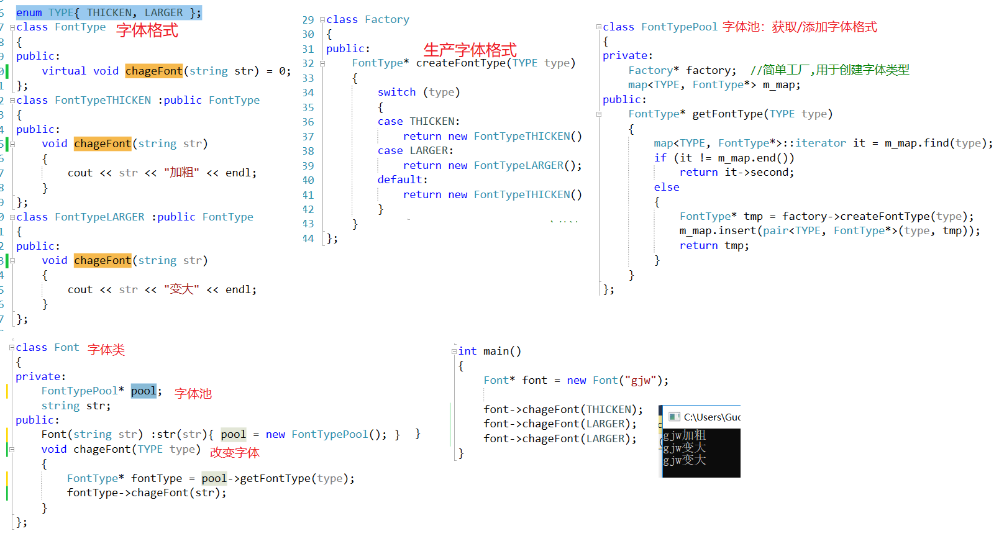 enum TYPE{ THICKEN, LARGER };
class FontType 字体格式
{
public:
virtual void chageFont(string str) = 0;
};
class FontTypeTHICKEN :public FontType
{
public:
void chageFont(string str)
{
cout << str << "加粗" << endl;
}
};
class FontTypeLARGER :public FontType
{
public:
void chageFont(string str)
{
cout << str << "变大" << endl;
}
};
29 class Factory
30 {
31 public: 生产字体格式
32 FontType* createFontType(TYPE type)
33 {
34 switch (type)
35 {
36 case THICKEN:
37 return new FontTypeTHICKEN()
38 case LARGER:
39 return new FontTypeLARGER();
40 default:
41 return new FontTypeTHICKEN()
42 }
43 }
44 };
class FontTypePool 字体池：获取/添加字体格式
{
private:
Factory* factory; //简单工厂,用于创建字体类型
map<TYPE, FontType*> m_map;
public:
FontType* getFontType(TYPE type)
{
map<TYPE, FontType*>::iterator it = m_map.find(type);
if (it != m_map.end())
return it->second;
else
{
FontType* tmp = factory->createFontType(type);
m_map.insert(pair<TYPE, FontType*>(type, tmp));
return tmp;
}
}
};
class Font 字体类
{
private:
FontTypePool* pool; 字体池
string str;
public:
Font(string str) :str(str){ pool = new FontTypePool(); } }
void chageFont(TYPE type) 改变字体
{
FontType* fontType = pool->getFontType(type);
fontType->chageFont(str);
}
};
int main()
{
Font* font = new Font("gjw");
font->chageFont(THICKEN);
font->chageFont(LARGER);
font->chageFont(LARGER);
}
C:\Users\Guc
gjw加粗
gjw变大
gjw变大